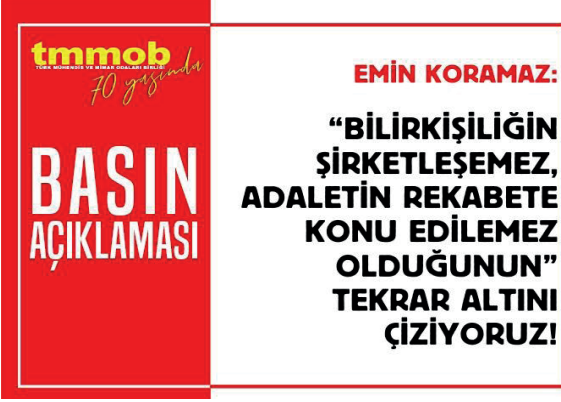 tmmob
TÜRK MÜHENDİS VE MİMAR ODALARI BİRLİĞİ
70 yaşında
BASIN
AÇIKLAMASI
EMİN KORAMAZ:
“BİLİRKİŞİLİĞİN
ŞİRKETLEŞEMEZ,
ADALETİN REKABETE
KONU EDİLEMEZ
OLDUĞUNUN”
TEKRAR ALTINI
ÇİZİYORUZ!